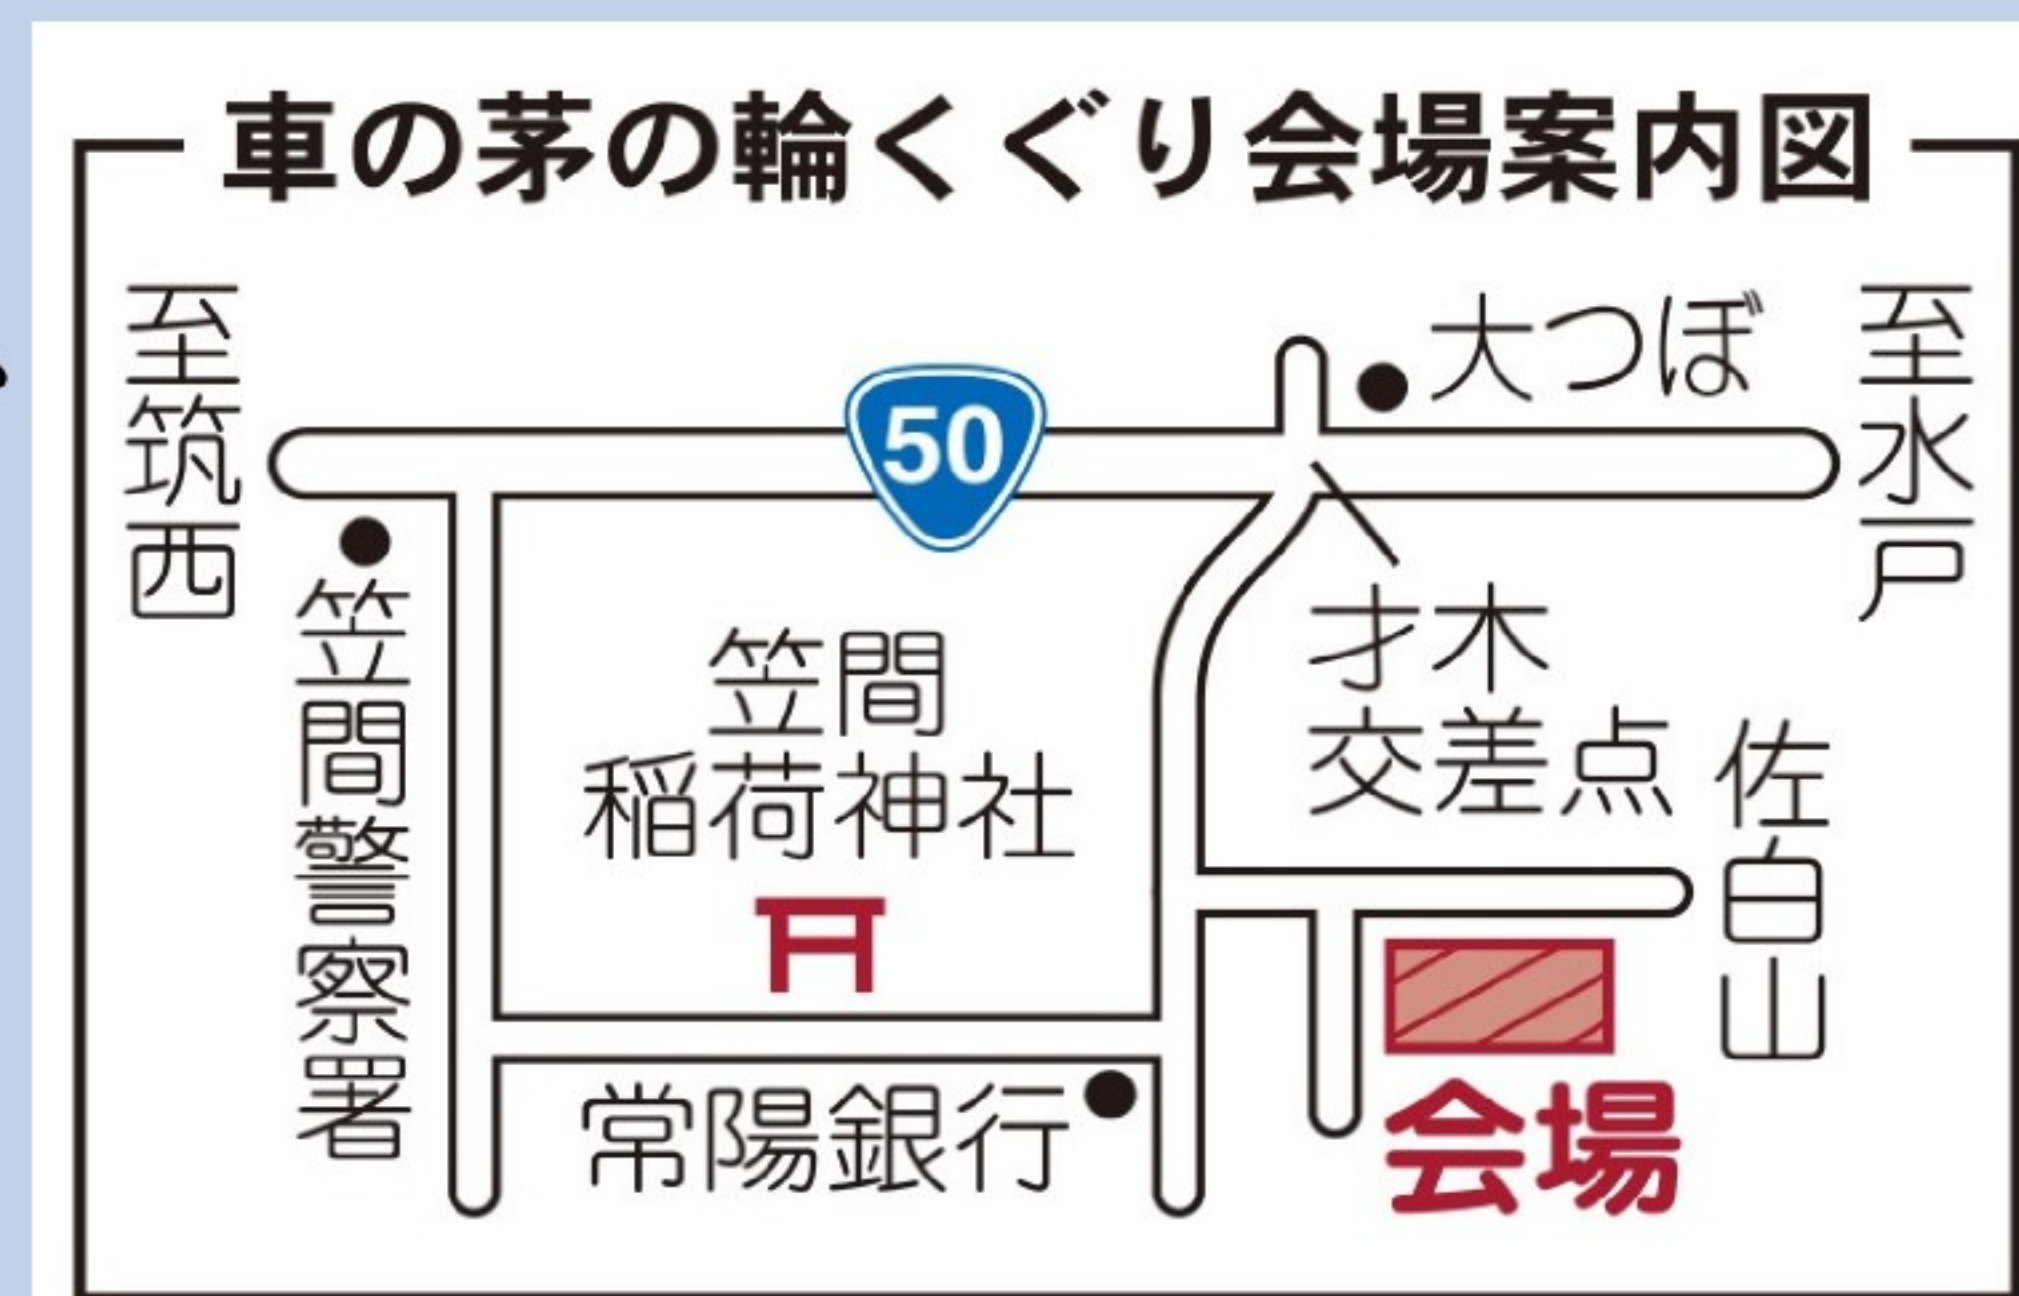 車の茅の輪くぐり会場案内図
至筑西
50
大つぼ
至水戸
笠間警察署
笠間
稲荷神社
才木
交差点
佐白山
常陽銀行
会場